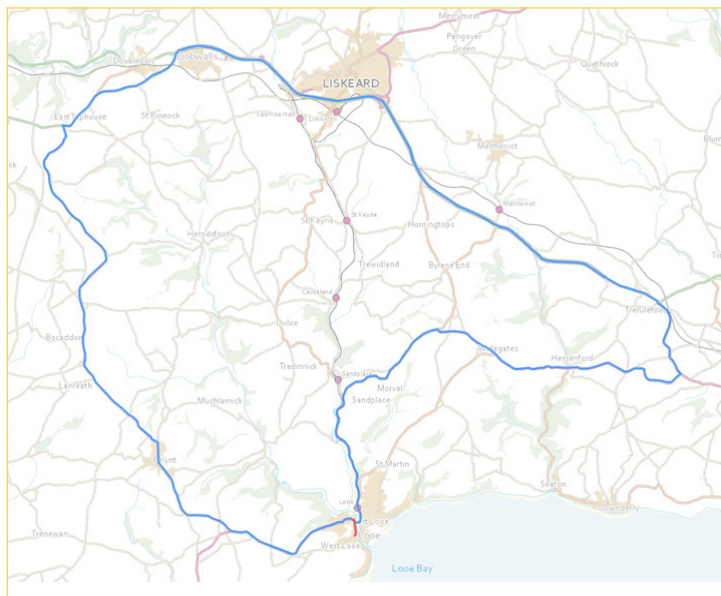 Merrymeet
Pengover
Green
Doublebois
Dobwalls
Quethiock
LISKEARD
East Taphouse
St Pinnock
Coombe Halt
Liskeard
Menheniot
Menheniot
St Keyne
St Keyne
Herodsfoot
Horningtops
Trewidland
Bylane End
Causeland
Trerulefoot
Duloe
Bocaddon
Widegates
Hessenford
Tredinnick
Sandplace
Lanreath
Morval
Muchlarnick
Sandplace
Pelynt
St Martin
Seaton
Downderry
Looe
Trenewan
East Looe
West Looe
Looe
Looe Bay